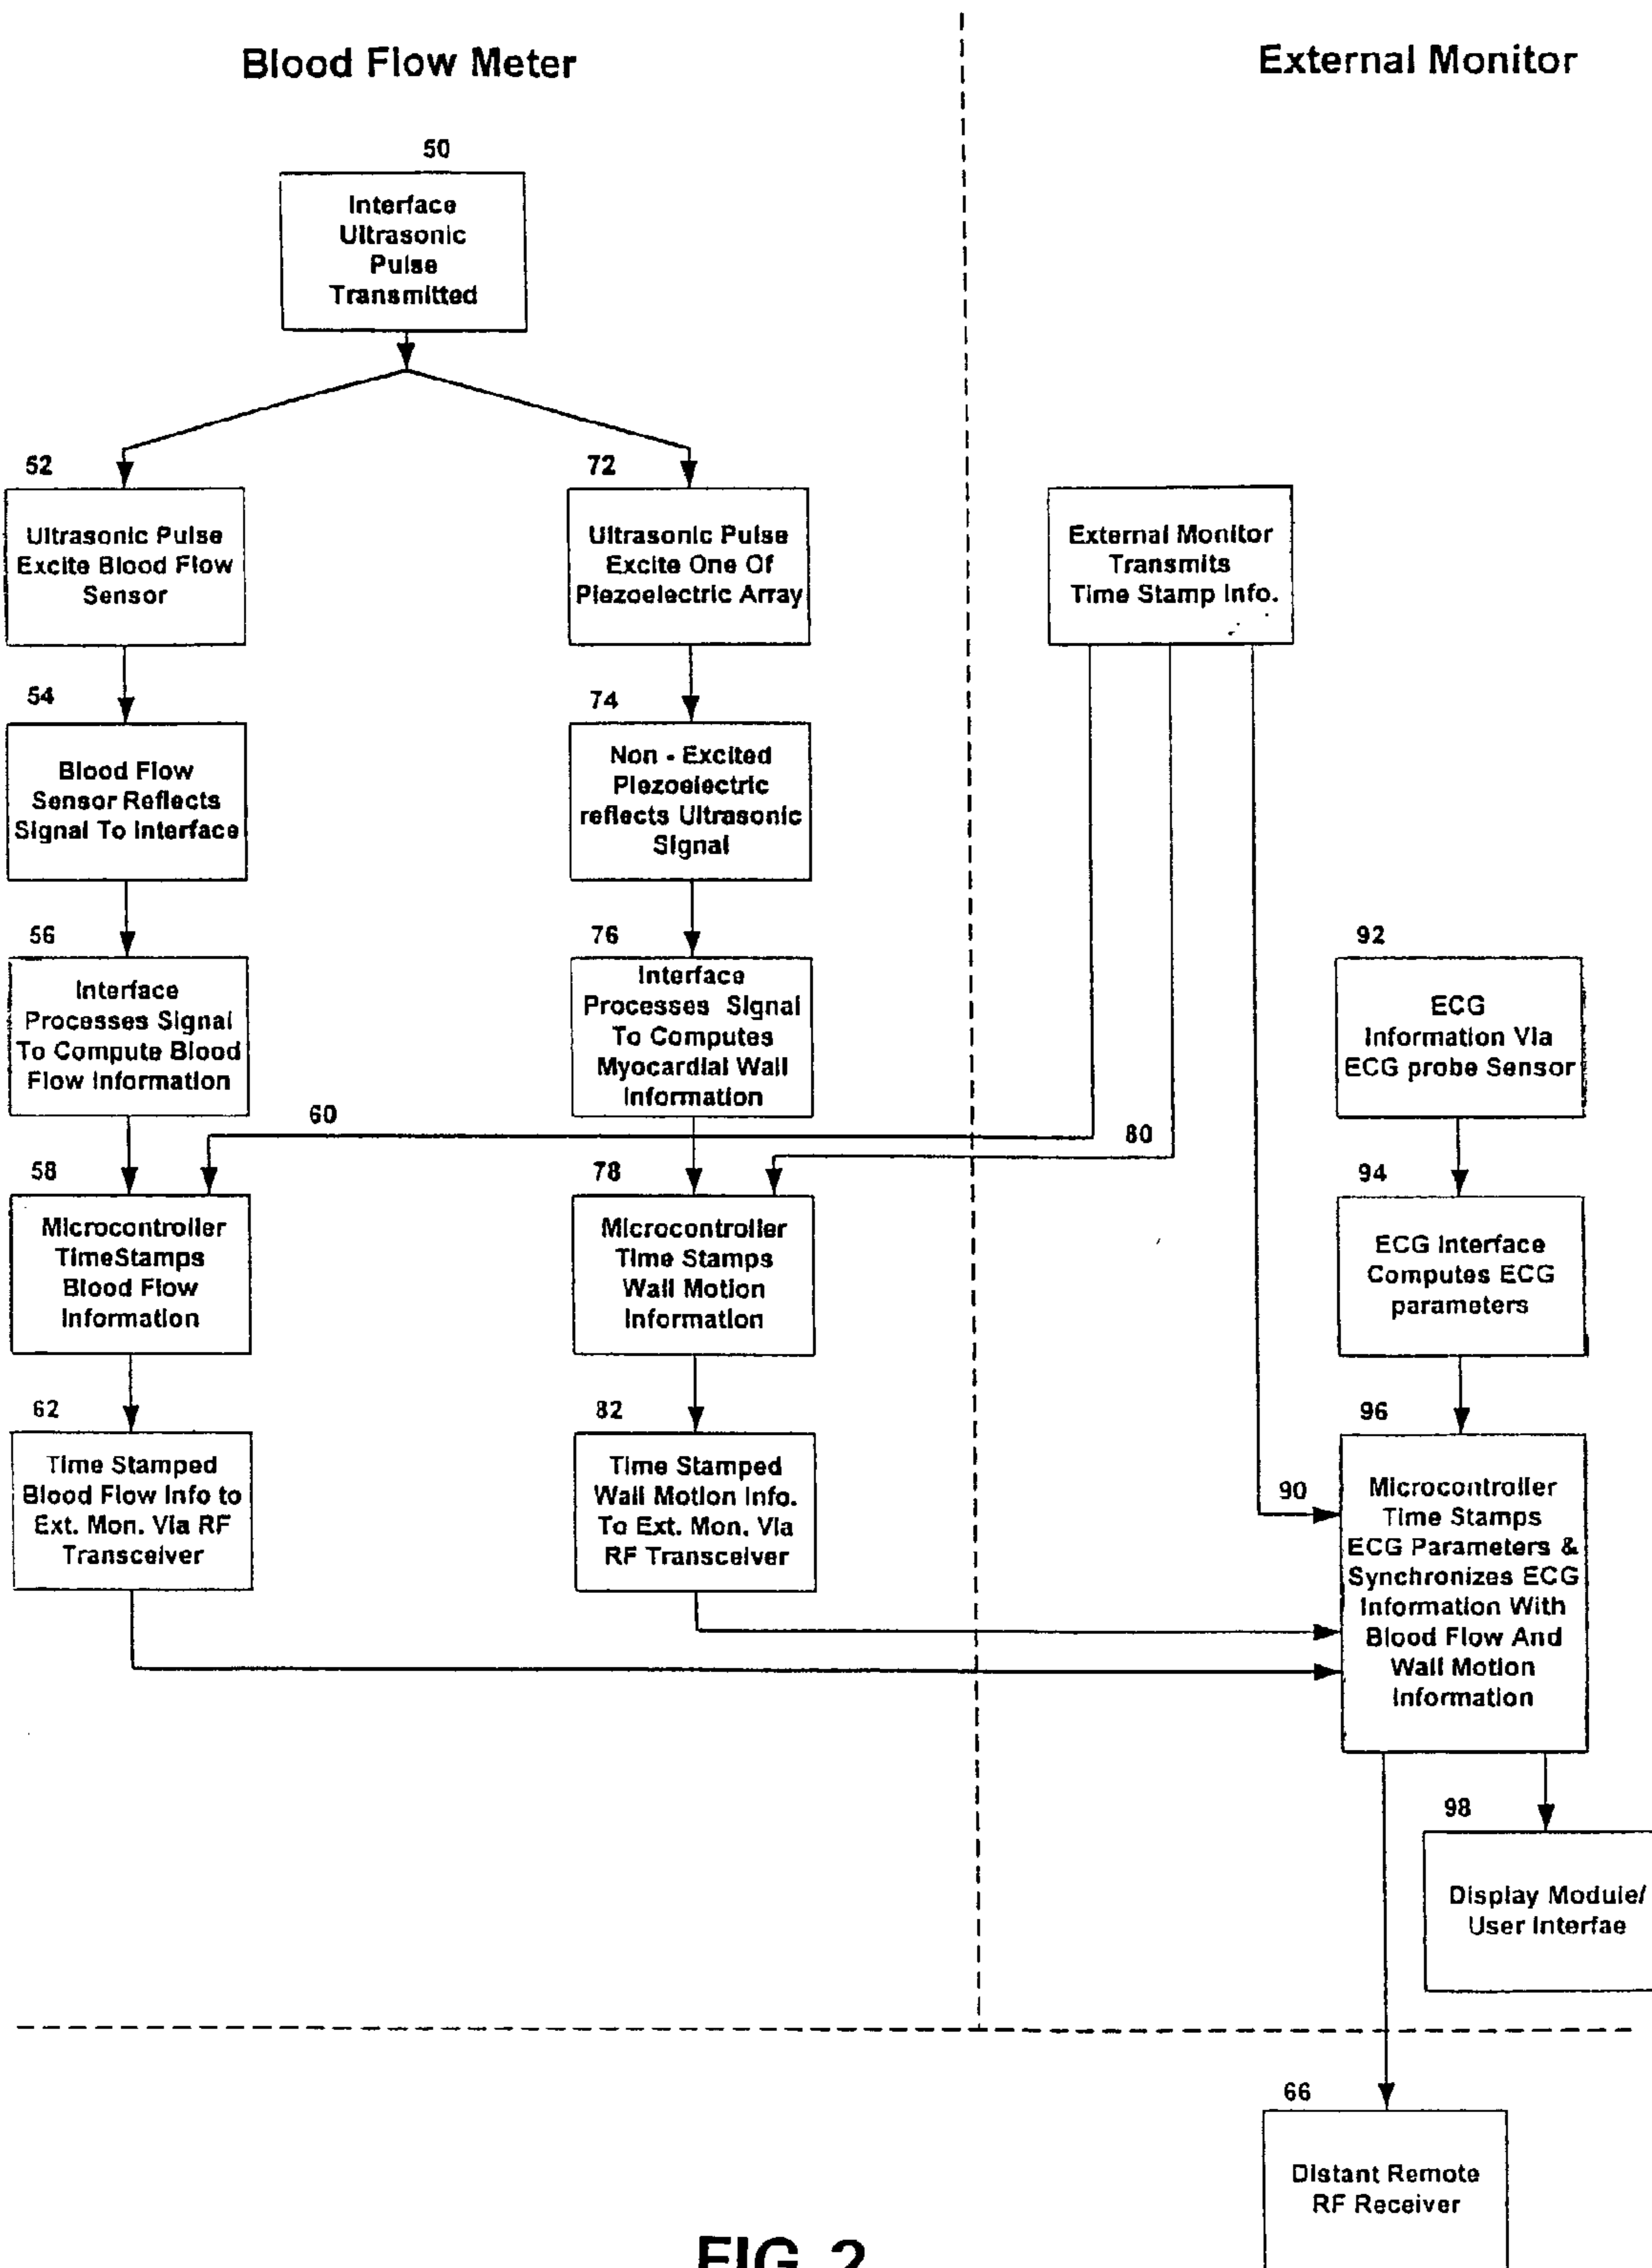 Blood Flow Meter
External Monitor
50
Interface
Ultrasonic
Pulse
Transmitted
52
Ultrasonic Pulse
Excite Blood Flow
Sensor
72
Ultrasonic Pulse
Excite One Of
Piezoelectric Array
External Monitor
Transmits
Time Stamp Info.
54
Blood Flow
Sensor Reflects
Signal To Interface
74
Non - Excited
Piezoelectric
reflects Ultrasonic
Signal
56
Interface
Processes Signal
To Compute Blood
Flow Information
76
Interface
Processes Signal
To Computes
Myocardial Wall
Information
92
ECG
Information Via
ECG probe Sensor
60
80
58
Microcontroller
TimeStamps
Blood Flow
Information
78
Microcontroller
Time Stamps
Wall Motion
Information
94
ECG Interface
Computes ECG
parameters
62
Time Stamped
Blood Flow Info to
Ext. Mon. Via RF
Transceiver
82
Time Stamped
Wall Motion Info.
To Ext. Mon. Via
RF Transceiver
96
90
Microcontroller
Time Stamps
ECG Parameters &
Synchronizes ECG
Information With
Blood Flow And
Wall Motion
Information
98
Display Module/
User Interfae
66
Distant Remote
RF Receiver
FIG. 2